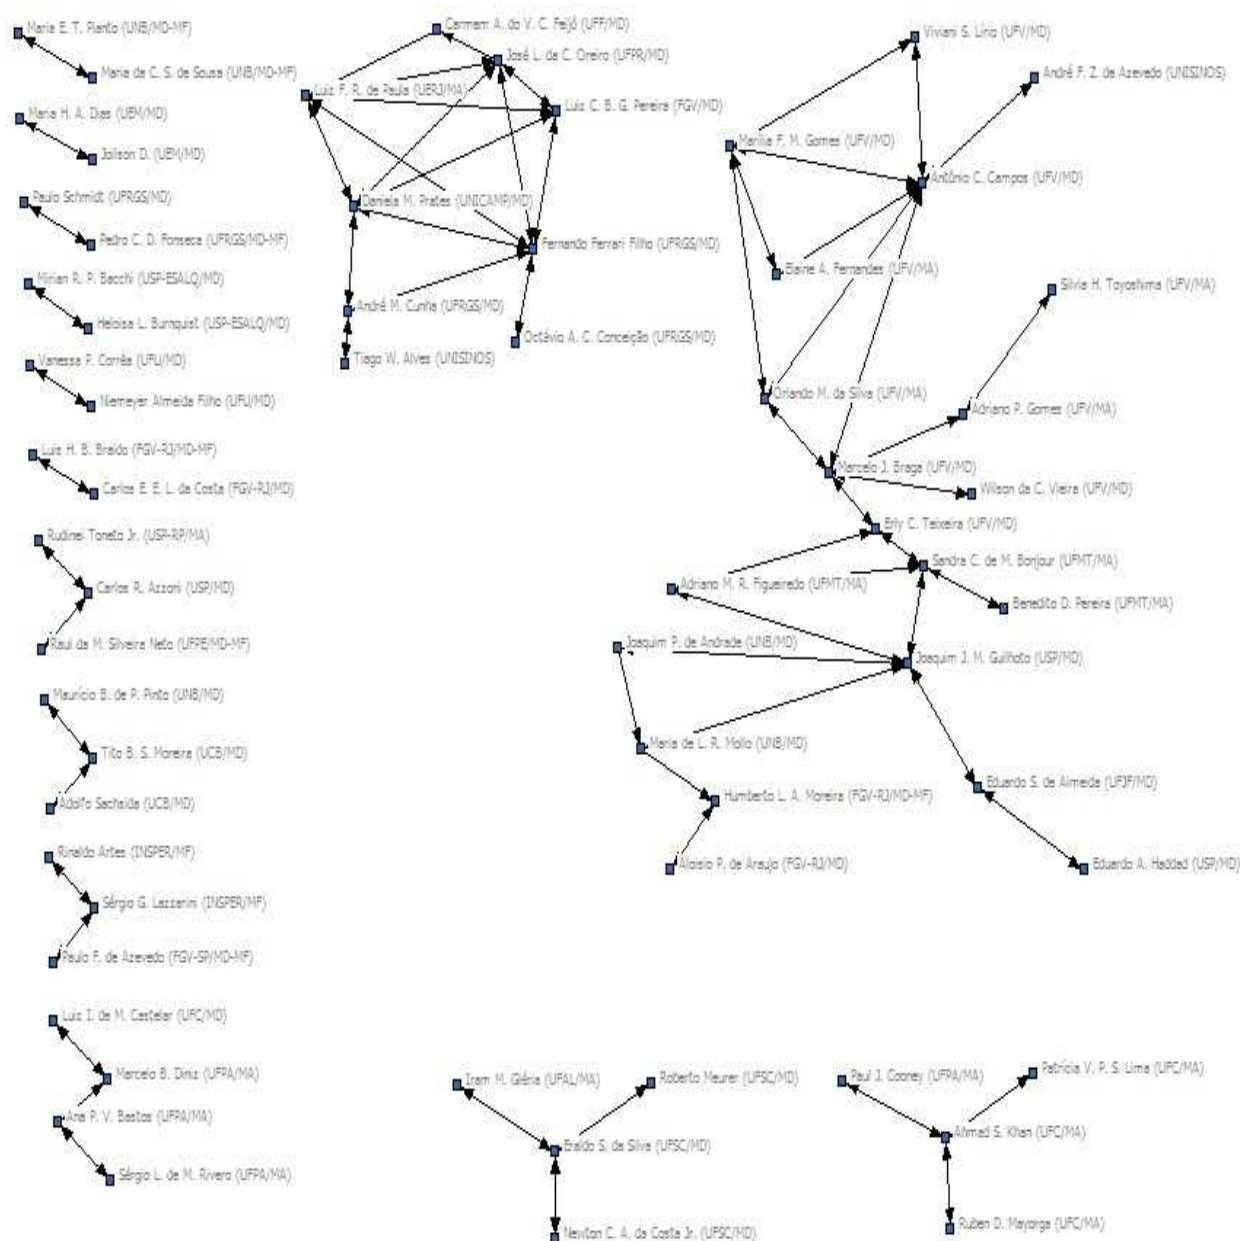 Maria E. T. Pianto (UNB/MD-MF)
Maria da C. S. de Sousa (UNB/MD-MF)
Maria H. A. Dias (UEM/MD)
Joilson D. (UEM/MD)
Paulo Schmidt (UFRGS/MD)
Pedro C. D. Fonseca (UFRGS/MD-MF)
Mirian R. P. Bacchi (USP-ESALQ/MD)
Heloisa L. Burnquist (USP-ESALQ/MD)
Vanessa P. Corrêa (UFU/MD)
Niemeyer Almeida Filho (UFU/MD)
Luis H. B. Braido (FGV-RJ/MD-MF)
Carlos E. E. L. da Costa (FGV-RJ/MD)
Rudinei Toneto Jr. (USP-RP/MA)
Carlos R. Azzoni (USP/MD)
Raul da M. Silveira Neto (UFPE/MD-MF)
Maurício B. de P. Pinto (UNB/MD)
Tito B. S. Moreira (UCB/MD)
Adolfo Sachsida (UCB/MD)
Rinaldo Artes (INSPER/MF)
Sérgio G. Lazzarini (INSPER/MF)
Paulo F. de Azevedo (FGV-SP/MD-MF)
Luiz I. de M. Castelar (UFC/MD)
Marcelo B. Diniz (UFPA/MA)
Ana P. V. Bastos (UFPA/MA)
Sérgio L. de M. Rivero (UFPA/MA)
Carmem A. do V. C. Feijó (UFF/MD)
José L. da C. Oreiro (UFPR/MD)
Luiz F. R. de Paula (UERJ/MA)
Luiz C. B. G. Pereira (FGV/MD)
Daniela M. Prates (UNICAMP/MD)
Fernando Ferrari Filho (UFRGS/MD)
André M. Cunha (UFRGS/MD)
Octávio A. C. Conceição (UFRGS/MD)
Tiago W. Alves (UNISINOS)
Viviani S. Lírio (UFV/MD)
André F. Z. de Azevedo (UNISINOS)
Marília F. M. Gomes (UFV/MD)
Antônio C. Campos (UFV/MD)
Elaine A. Fernandes (UFV/MA)
Silvia H. Toyoshima (UFV/MA)
Orlando M. da Silva (UFV/MA)
Adriano P. Gomes (UFV/MA)
Marcelo J. Braga (UFV/MD)
Wilson da C. Vieira (UFV/MD)
Erly C. Teixeira (UFV/MD)
Sandra C. de M. Bonjour (UFMT/MA)
Adriano M. R. Figueiredo (UFMT/MA)
Benedito D. Pereira (UFMT/MA)
Joaquim P. de Andrade (UNB/MD)
Joaquim J. M. Guilhoto (USP/MD)
Maria de L. R. Mollo (UNB/MD)
Eduardo S. de Almeida (UFJF/MD)
Humberto L. A. Moreira (FGV-RJ/MD-MF)
Aloisio P. de Araujo (FGV-RJ/MD)
Eduardo A. Haddad (USP/MD)
Iram M. Gléria (UFAL/MA)
Roberto Meurer (UFSC/MD)
Eraldo S. da Silva (UFSC/MD)
Newton C. A. da Costa Jr. (UFSC/MD)
Paul J. Cooney (UFPA/MA)
Patrícia V. P. S. Lima (UFC/MA)
Ahmad S. Khan (UFC/MA)
Ruben D. Mayorga (UFC/MA)